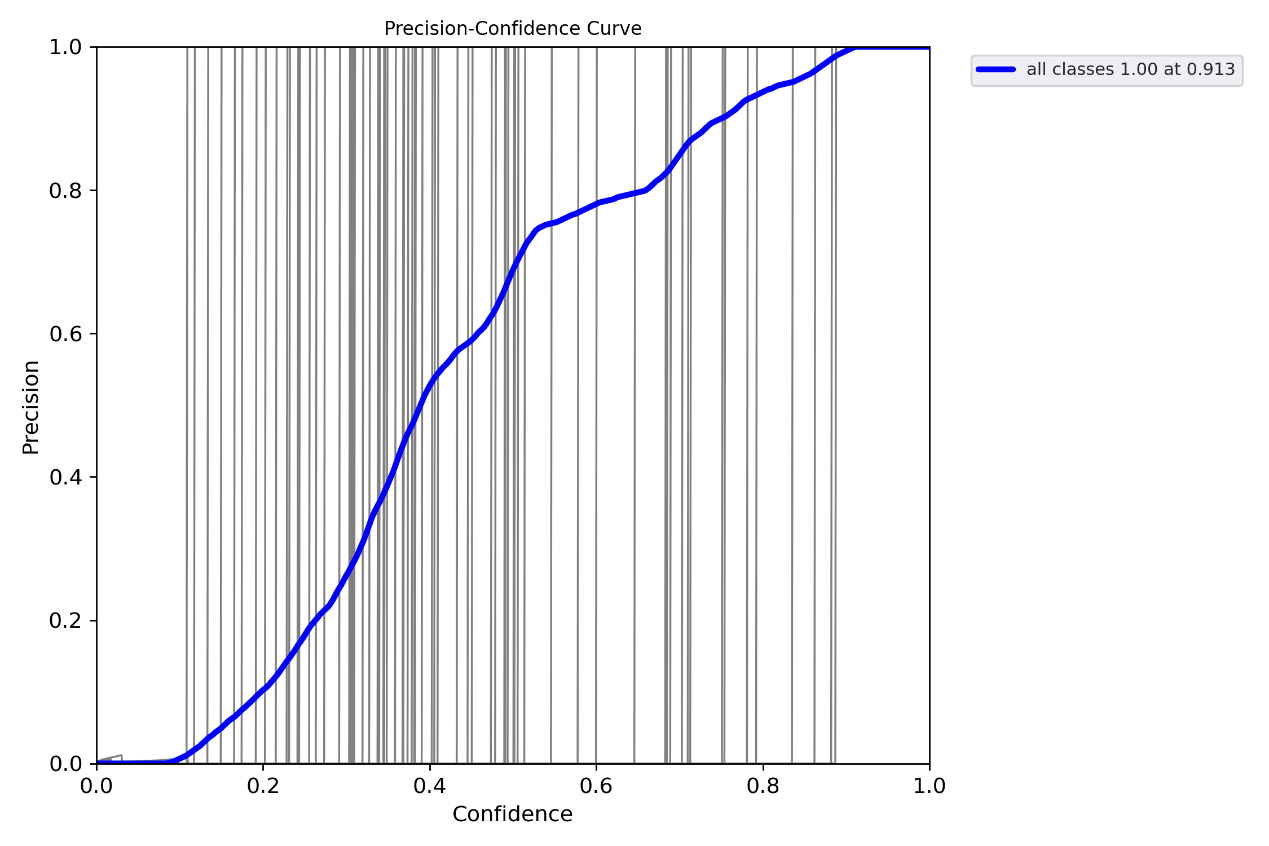 Precision-Confidence Curve
all classes 1.00 at 0.913
1.0
0.8
0.6
0.4
0.2
0.0
Precision
0.0 0.2 0.4 0.6 0.8 1.0
Confidence